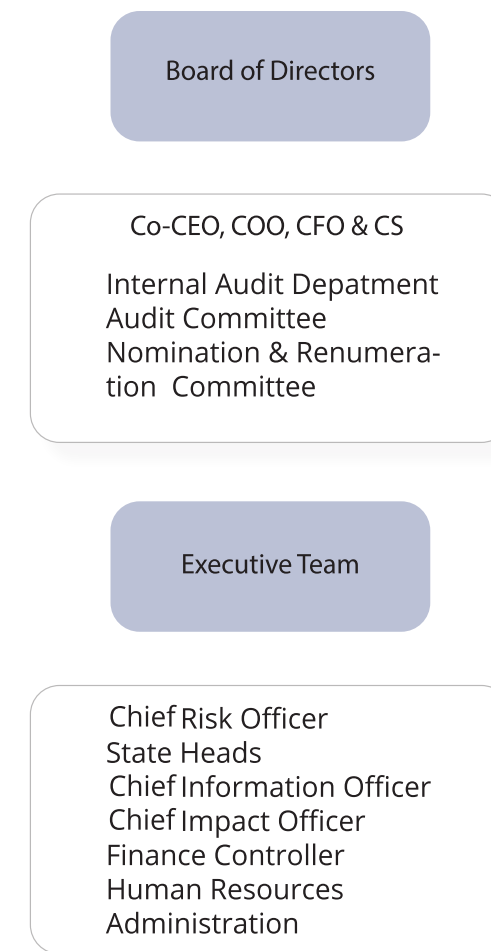 Board of Directors
Co-CEO, COO, CFO & CS
Internal Audit Depatment
Audit Committee
Nomination & Renumera-
tion Committee
Executive Team
Chief Risk Officer
State Heads
Chief Information Officer
Chief Impact Officer
Finance Controller
Human Resources
Administration